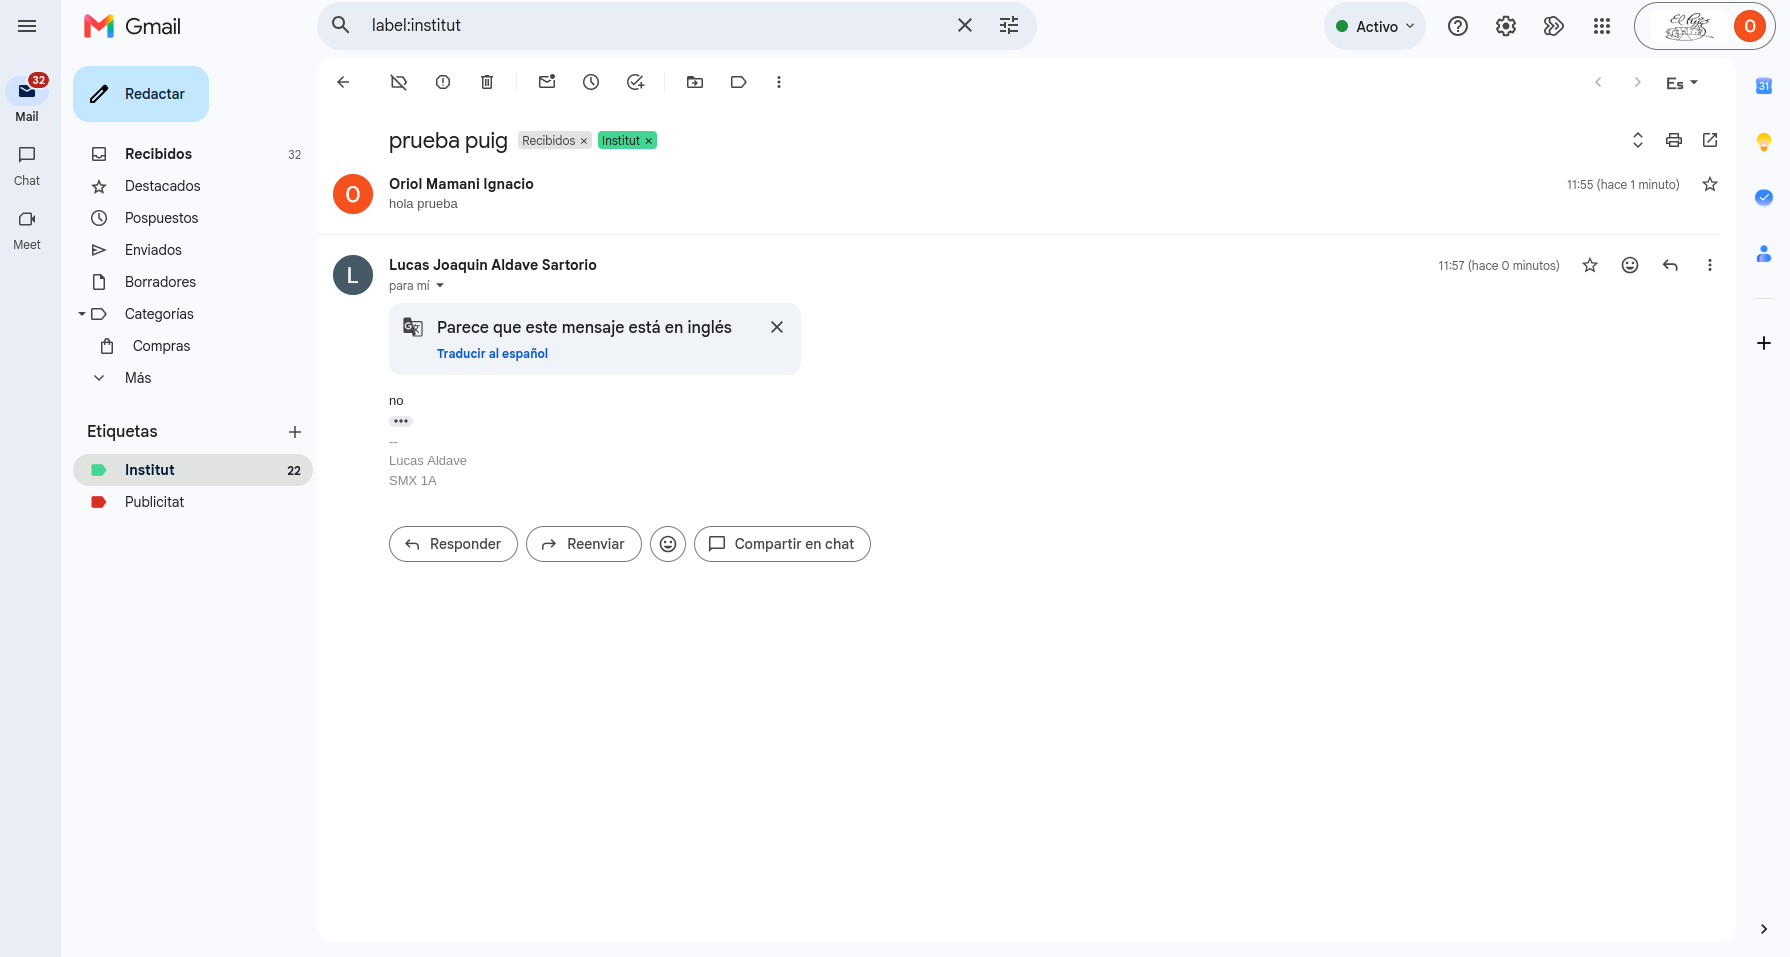 Gmail
label:institut
Activo
O
32
Mail
Chat
Meet
Redactar
Recibidos 32
Destacados
Pospuestos
Enviados
Borradores
Categorías
Compras
Más
Etiquetas
Institut 22
Publicitat
Es
31
prueba puig Recibidos × Institut ×
O
Oriol Mamani Ignacio 11:55 (hace 1 minuto)
hola prueba
L
Lucas Joaquin Aldave Sartorio 11:57 (hace 0 minutos)
para mí
Parece que este mensaje está en inglés
Traducir al español
no
--
Lucas Aldave
SMX 1A
Responder Reenviar Compartir en chat